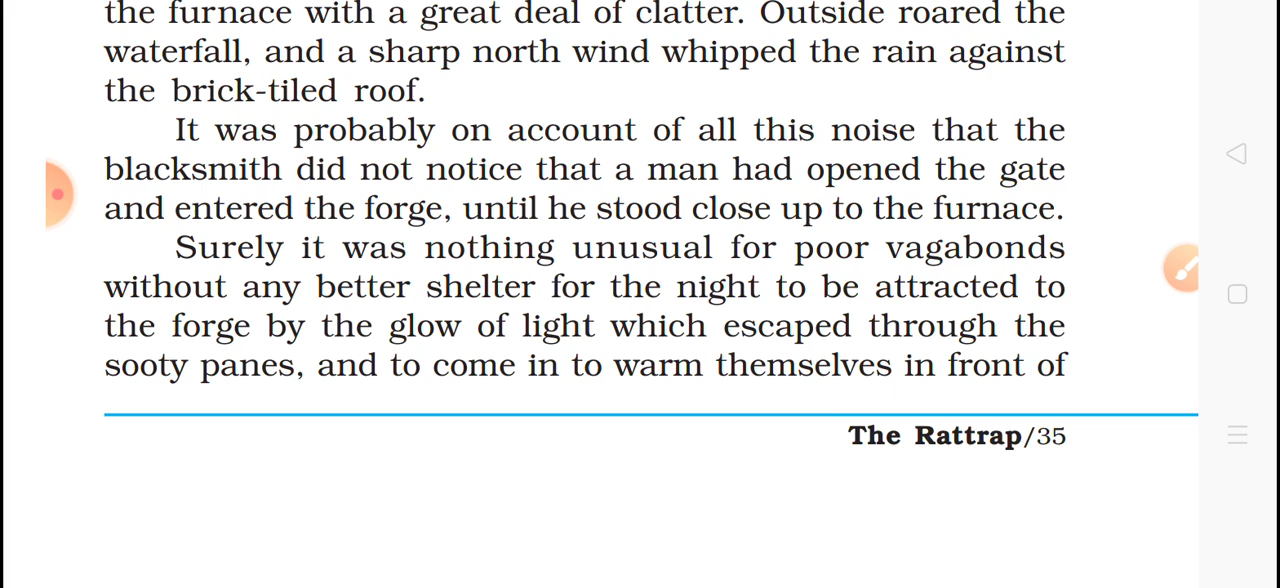 the furnace with a great deal of clatter. Outside roared the
waterfall, and a sharp north wind whipped the rain against
the brick-tiled roof.
It was probably on account of all this noise that the
blacksmith did not notice that a man had opened the gate
and entered the forge, until he stood close up to the furnace.
Surely it was nothing unusual for poor vagabonds
without any better shelter for the night to be attracted to
the forge by the glow of light which escaped through the
sooty panes, and to come in to warm themselves in front of
The Rattrap/35